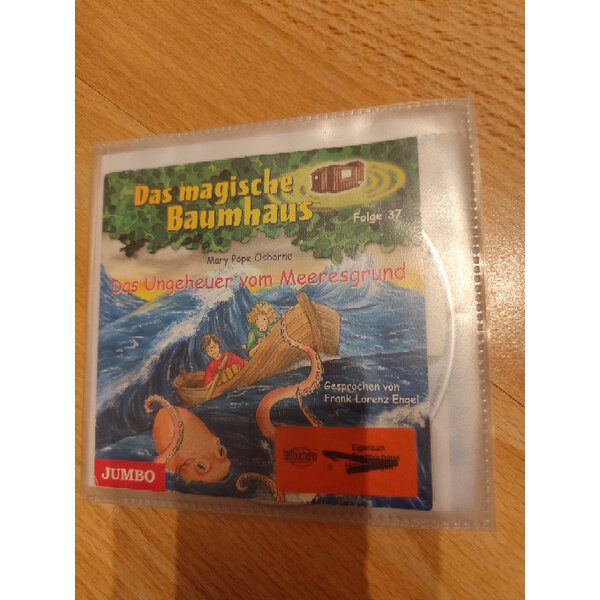 Das magische
Baumhaus
Folge 37
Mary Pope Osborne
Das Ungeheuer vom Meeresgrund
Gesprochen von
Frank-Lorenz Engel
Eigentum
JUMBO